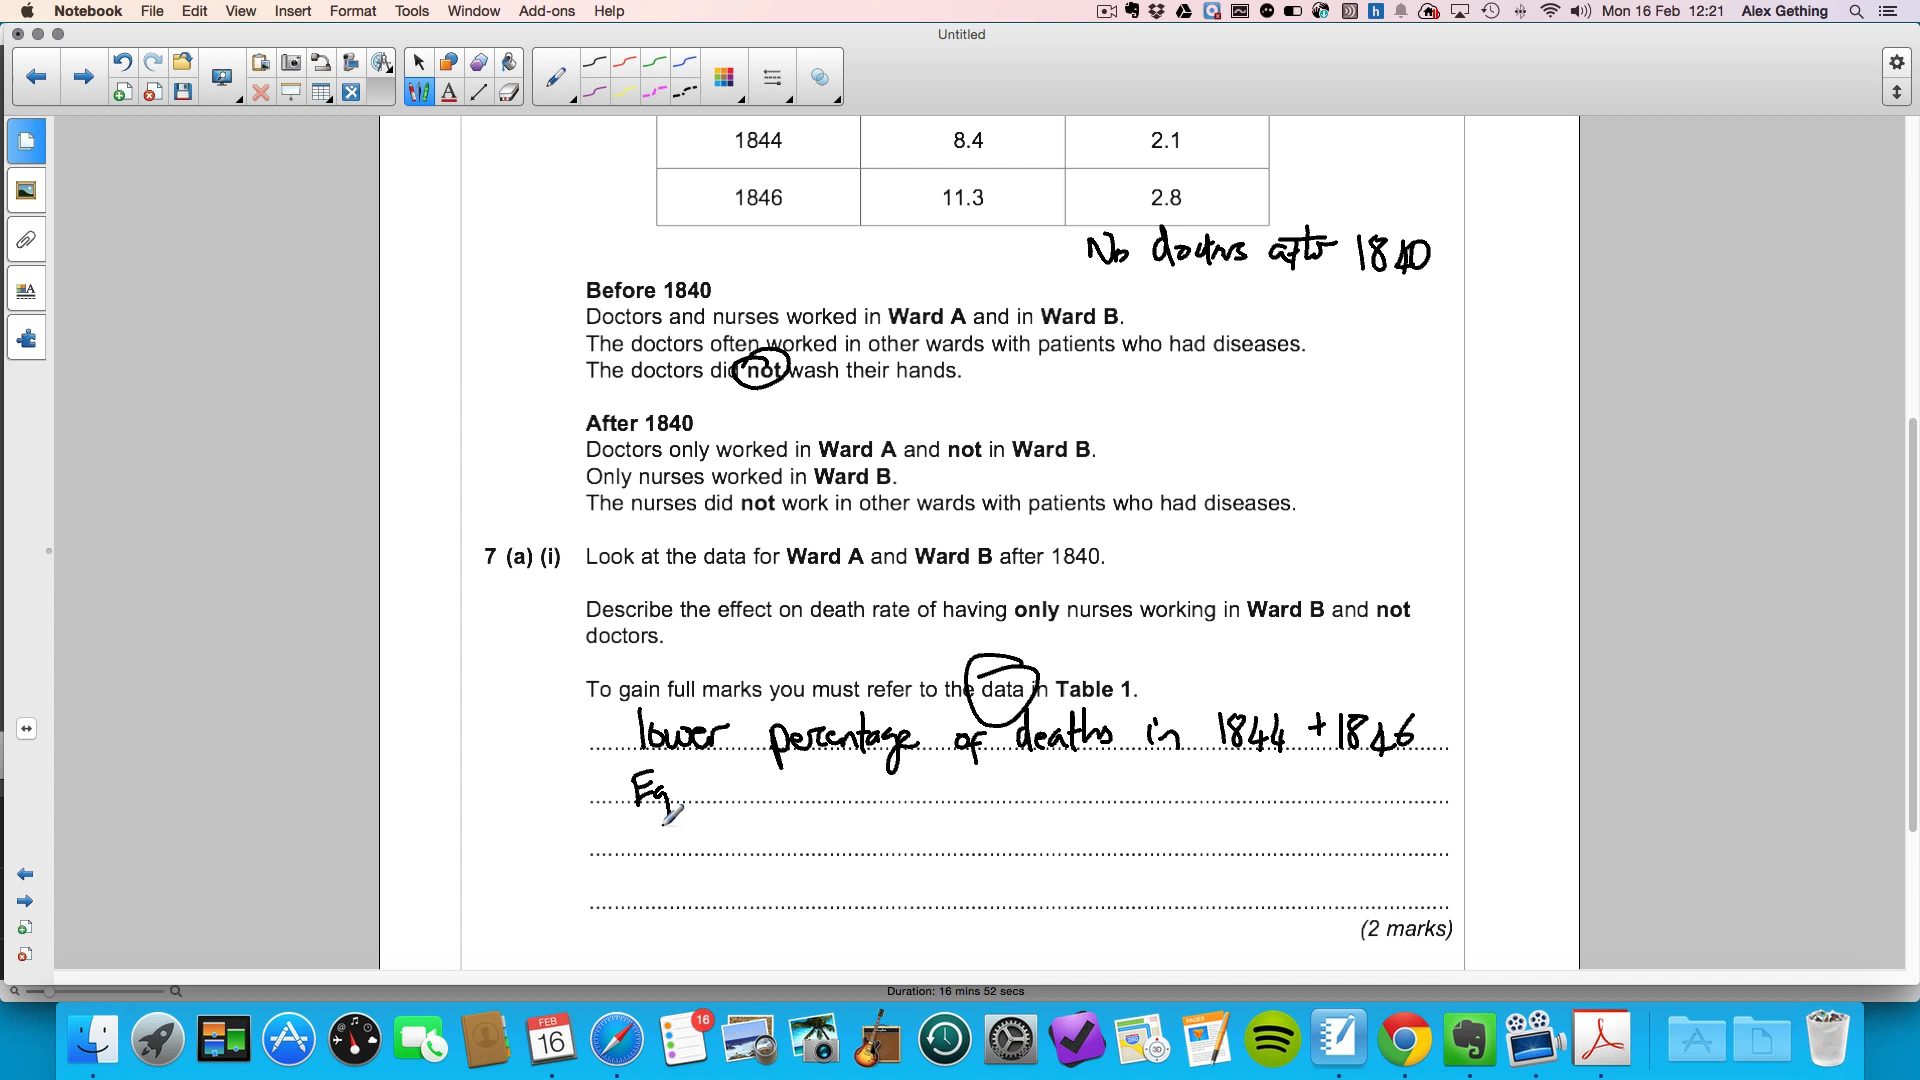 Notebook File Edit View Insert Format Tools Window Add-ons Help Mon 16 Feb 12:21 Alex Gething
Untitled
1844 8.4 2.1
1846 11.3 2.8
No doctors after 1840
Before 1840
Doctors and nurses worked in Ward A and in Ward B.
The doctors often worked in other wards with patients who had diseases.
The doctors did not wash their hands.
After 1840
Doctors only worked in Ward A and not in Ward B.
Only nurses worked in Ward B.
The nurses did not work in other wards with patients who had diseases.
7 (a) (i) Look at the data for Ward A and Ward B after 1840.
Describe the effect on death rate of having only nurses working in Ward B and not
doctors.
To gain full marks you must refer to the data in Table 1.
lower percentage of deaths in 1844 + 1846
Eg
(2 marks)
Duration: 16 mins 52 secs
FEB
16
16